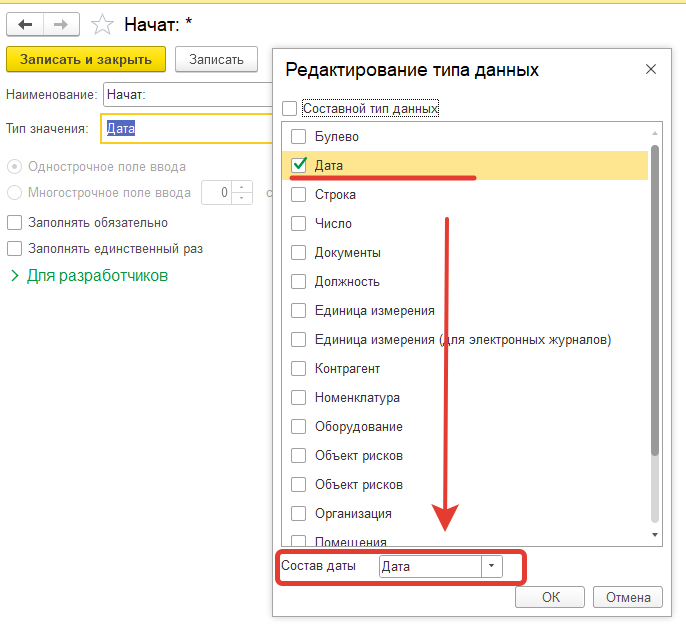 Начат: *
Записать и закрыть
Записать
Наименование: Начат:
Тип значения: Дата
Однострочное поле ввода
Многострочное поле ввода 0 с
Заполнять обязательно
Заполнять единственный раз
Для разработчиков
Редактирование типа данных
Составной тип данных
Булево
Дата
Строка
Число
Документы
Должность
Единица измерения
Единица измерения (для электронных журналов)
Контрагент
Номенклатура
Оборудование
Объект рисков
Объект рисков
Организация
Помещения
Состав даты Дата
ОК
Отмена